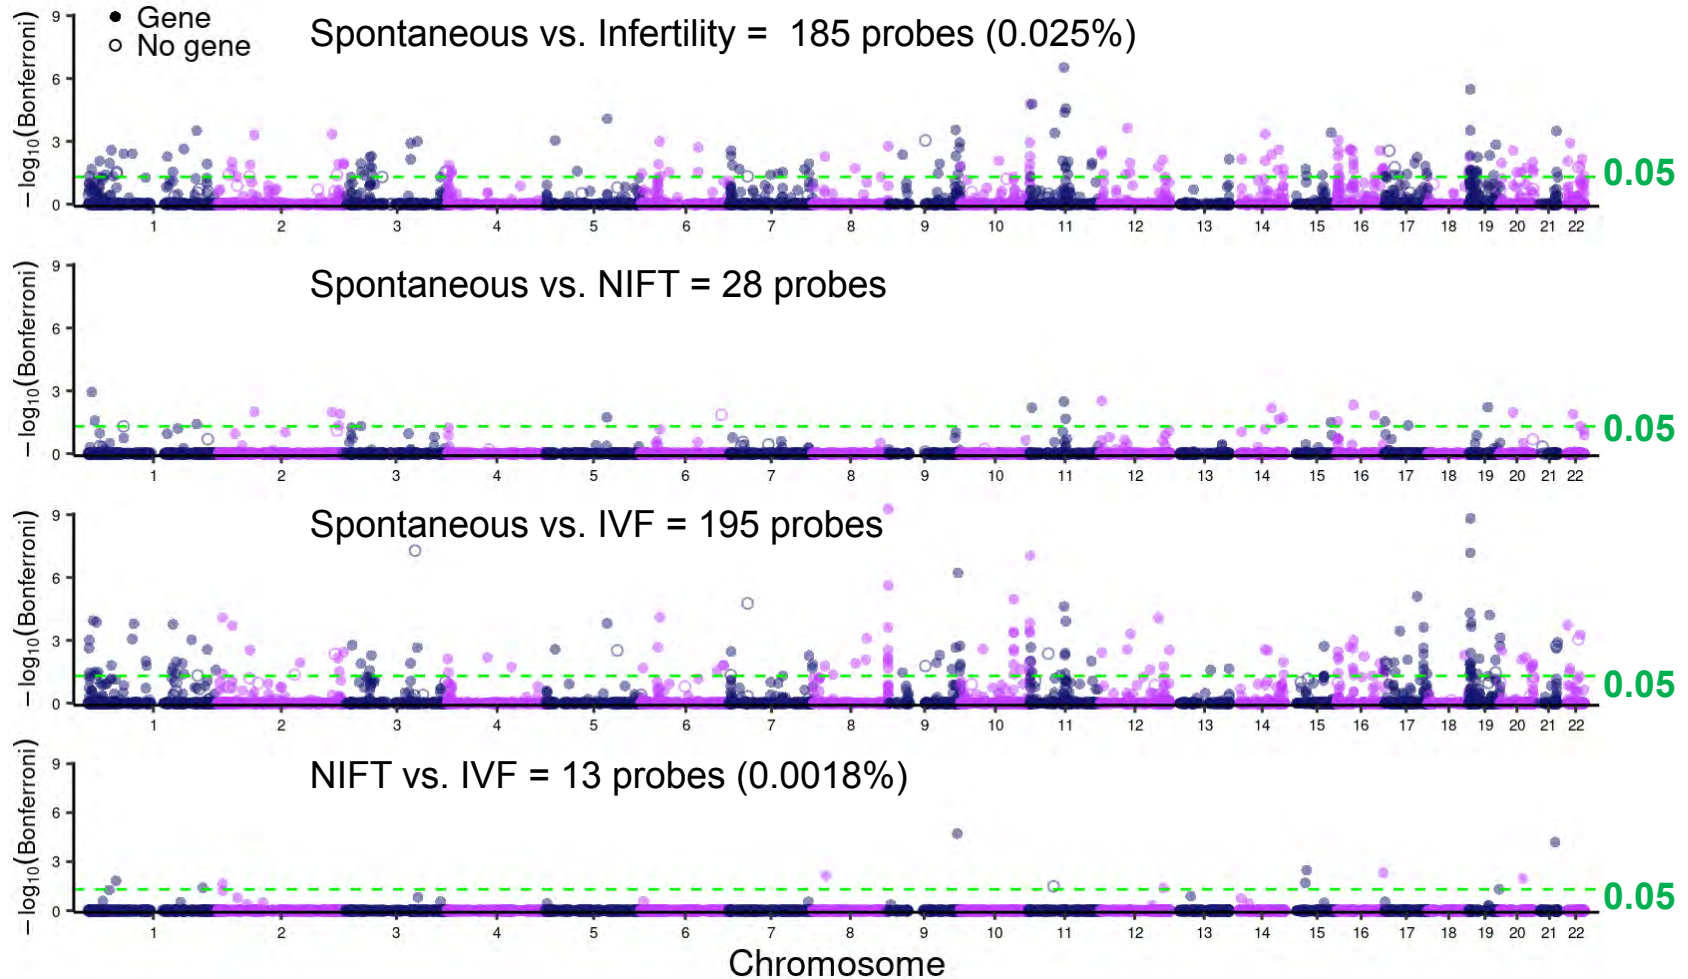 Gene
No gene
Spontaneous vs. Infertility = 185 probes (0.025%)
−log10(Bonferroni)
9
6
3
0
0.05
1 2 3 4 5 6 7 8 9 10 11 12 13 14 15 16 17 18 19 20 21 22
Spontaneous vs. NIFT = 28 probes
−log10(Bonferroni)
9
6
3
0
0.05
1 2 3 4 5 6 7 8 9 10 11 12 13 14 15 16 17 18 19 20 21 22
Spontaneous vs. IVF = 195 probes
−log10(Bonferroni)
9
6
3
0
0.05
1 2 3 4 5 6 7 8 9 10 11 12 13 14 15 16 17 18 19 20 21 22
NIFT vs. IVF = 13 probes (0.0018%)
−log10(Bonferroni)
9
6
3
0
0.05
1 2 3 4 5 6 7 8 9 10 11 12 13 14 15 16 17 18 19 20 21 22
Chromosome